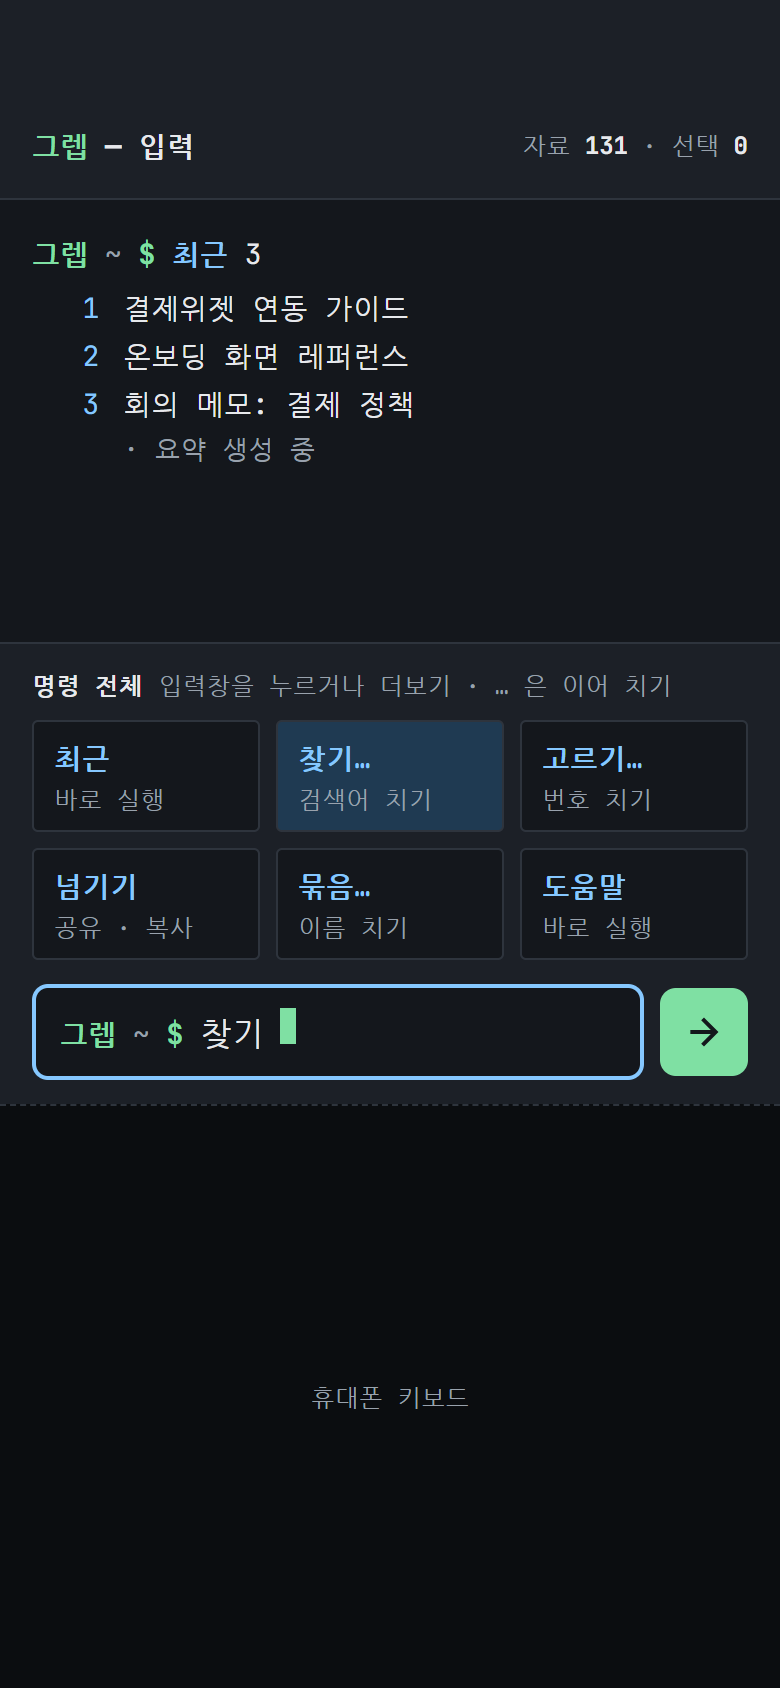 그렙 — 입력
자료 131 · 선택 0
그렙 ~ $ 최근 3
1 결제위젯 연동 가이드
2 온보딩 화면 레퍼런스
3 회의 메모: 결제 정책
· 요약 생성 중
명령 전체 입력창을 누르거나 더보기 · … 은 이어 치기
최근
바로 실행
찾기…
검색어 치기
고르기…
번호 치기
넘기기
공유 · 복사
묶음…
이름 치기
도움말
바로 실행
그렙 ~ $ 찾기
→
휴대폰 키보드